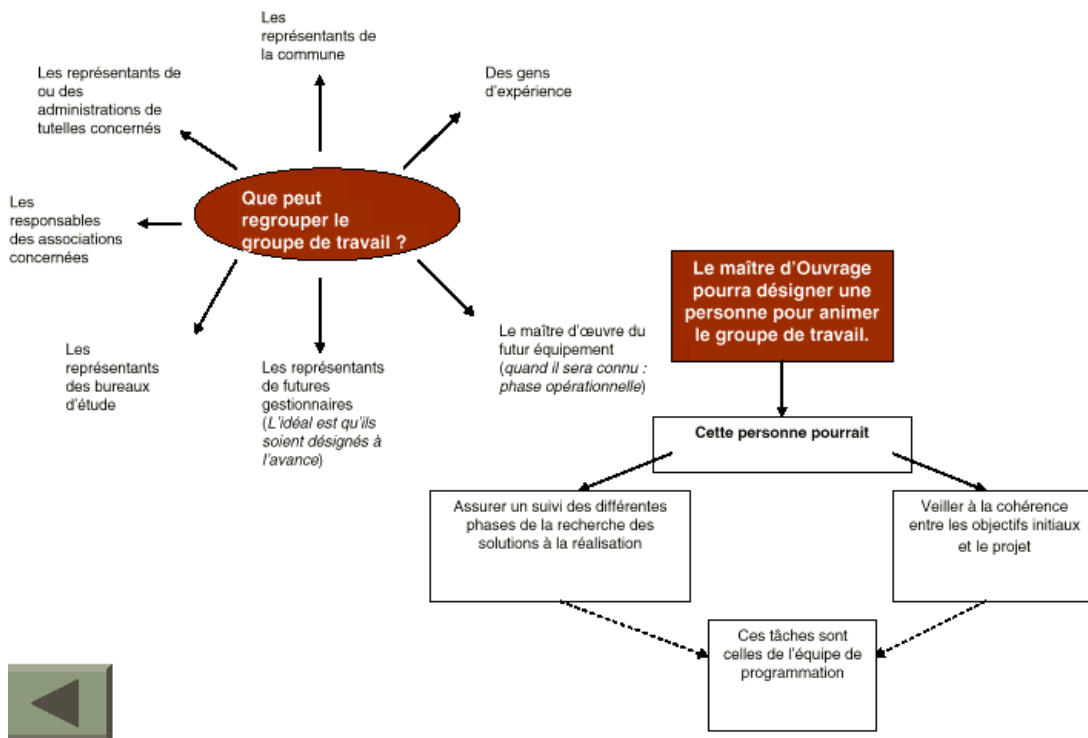 Les
représentants de
la commune
Les représentants de
ou des
administrations de
tutelles concernés
Des gens
d'expérience
Que peut
regrouper le
groupe de travail ?
Les
responsables
des associations
concernées
Les
représentants
des bureaux
d'étude
Les représentants
de futures
gestionnaires
(L'idéal est qu'ils
soient désignés à
l'avance)
Le maître d'œuvre du
futur équipement
(quand il sera connu :
phase opérationnelle)
Le maître d'Ouvrage
pourra désigner une
personne pour animer
le groupe de travail.
Cette personne pourrait
Assurer un suivi des différentes
phases de la recherche des
solutions à la réalisation
Veiller à la cohérence
entre les objectifs initiaux
et le projet
Ces tâches sont
celles de l'équipe de
programmation